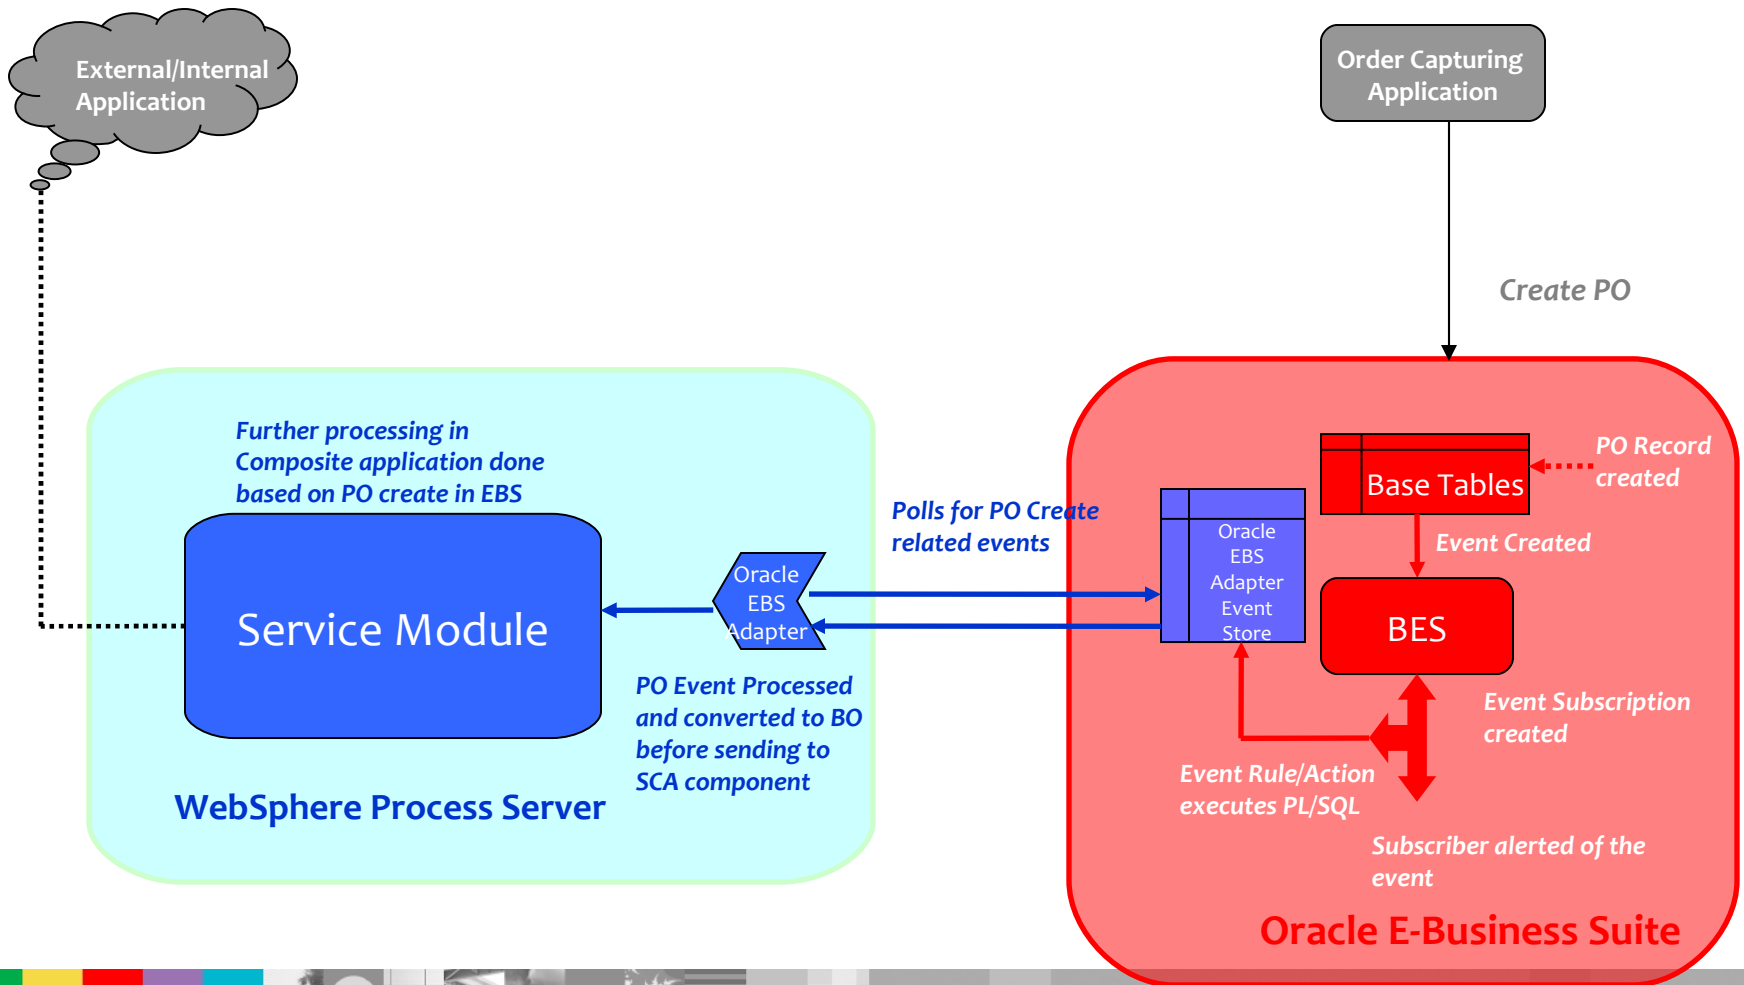 External/Internal
Application
Order Capturing
Application
Create PO
Further processing in
Composite application done
based on PO create in EBS
Service Module
Oracle
EBS
Adapter
PO Event Processed
and converted to BO
before sending to
SCA component
WebSphere Process Server
Polls for PO Create
related events
Oracle
EBS
Adapter
Event
Store
Base Tables
PO Record
created
Event Created
BES
Event Subscription
created
Event Rule/Action
executes PL/SQL
Subscriber alerted of the
event
Oracle E-Business Suite